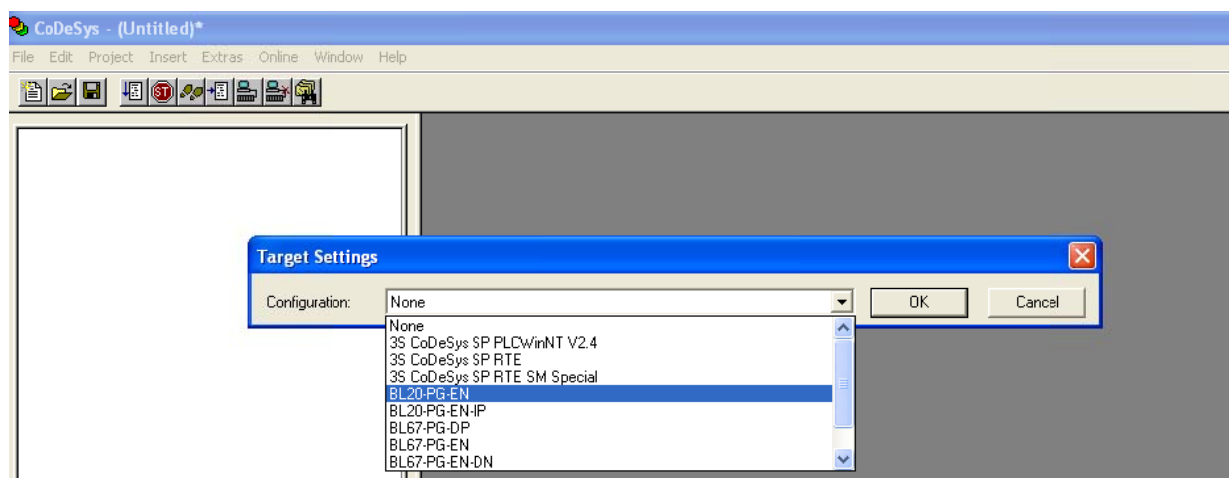 CoDeSys - (Untitled)*
File Edit Project Insert Extras Online Window Help
ST
Target Settings
Configuration: None OK Cancel
None
3S CoDeSys SP PLCWinNT V2.4
3S CoDeSys SP RTE
3S CoDeSys SP RTE SM Special
BL20-PG-EN
BL20-PG-EN-IP
BL67-PG-DP
BL67-PG-EN
BL67-PG-EN-DN